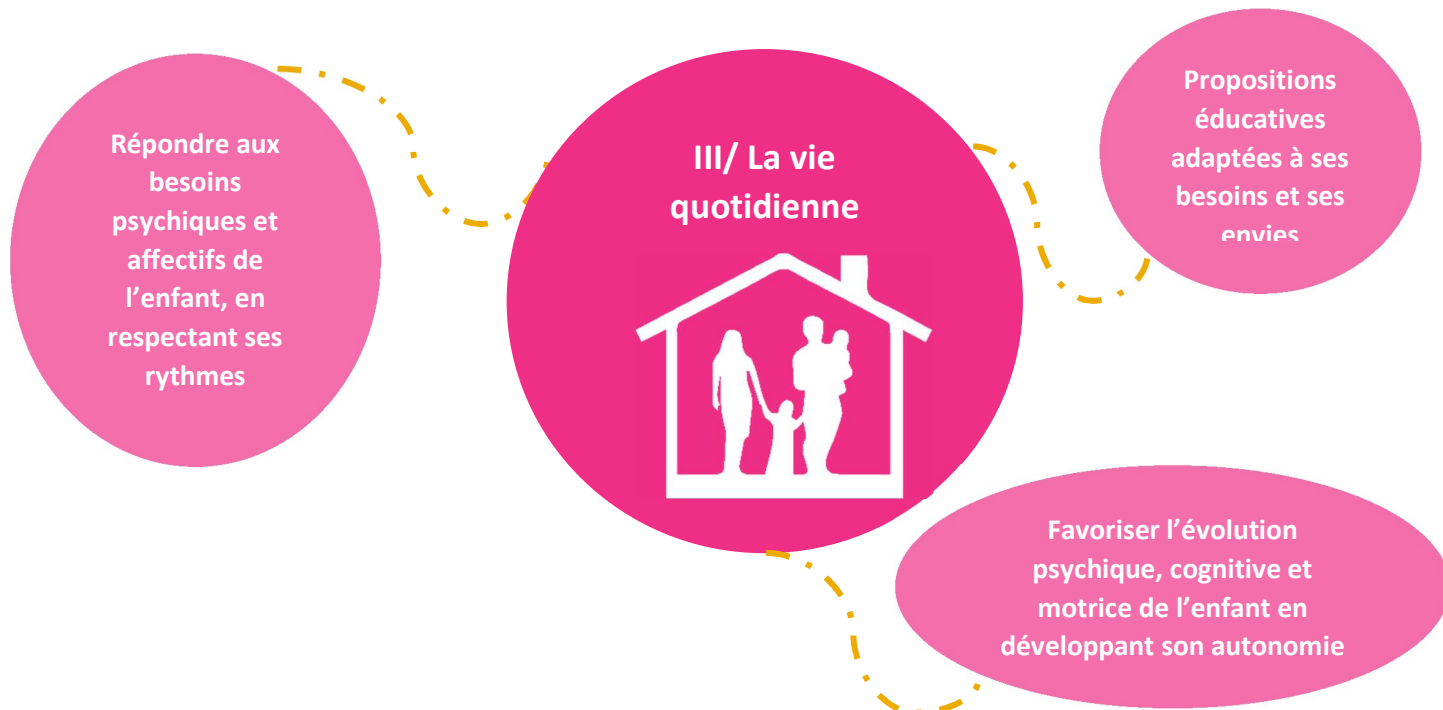 Répondre aux
besoins
psychiques et
affectifs de
l’enfant, en
respectant ses
rythmes
III/ La vie
quotidienne
Propositions
éducatives
adaptées à ses
besoins et ses
envies
Favoriser l’évolution
psychique, cognitive et
motrice de l’enfant en
développant son autonomie